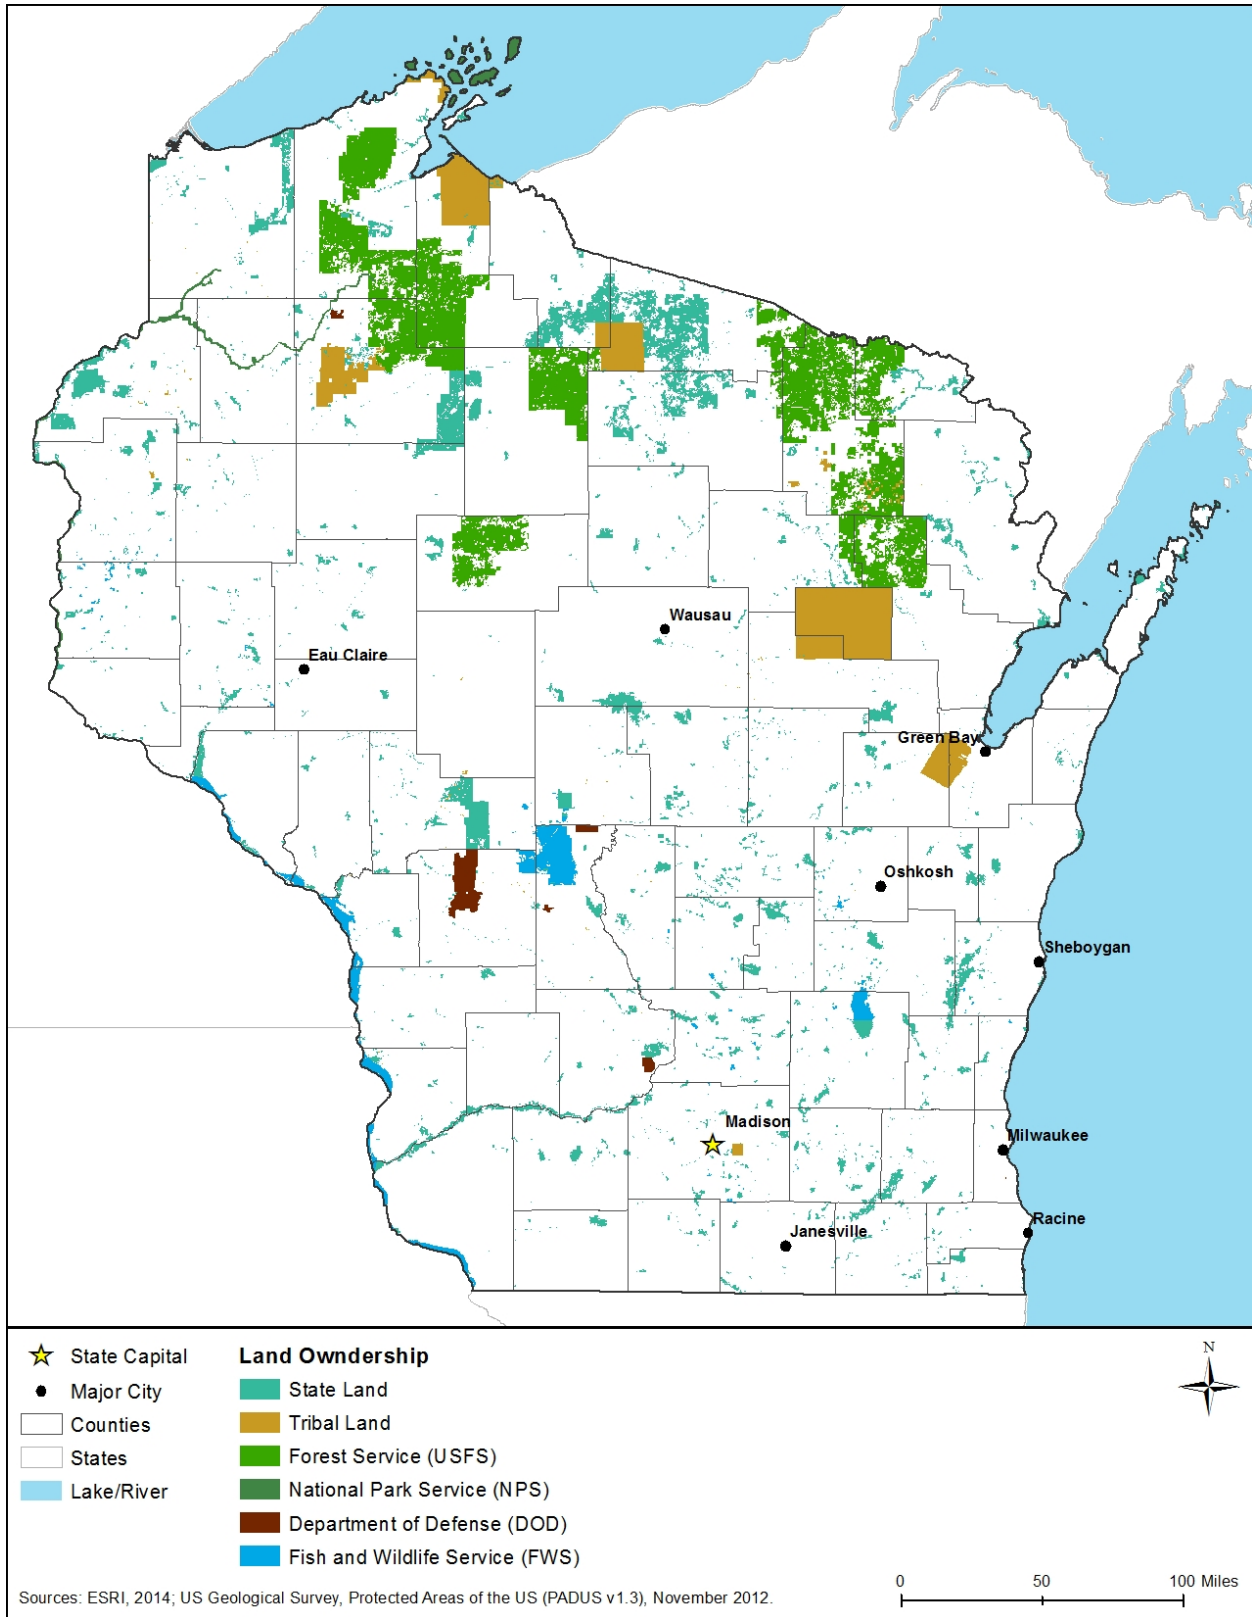 Wausau
Eau Claire
Green Bay
Oshkosh
Sheboygan
Madison
Milwaukee
Racine
Janesville
State Capital
Major City
Counties
States
Lake/River
Land Owndership
State Land
Tribal Land
Forest Service (USFS)
National Park Service (NPS)
Department of Defense (DOD)
Fish and Wildlife Service (FWS)
N
0 50 100 Miles
Sources: ESRI, 2014; US Geological Survey, Protected Areas of the US (PADUS v1.3), November 2012.